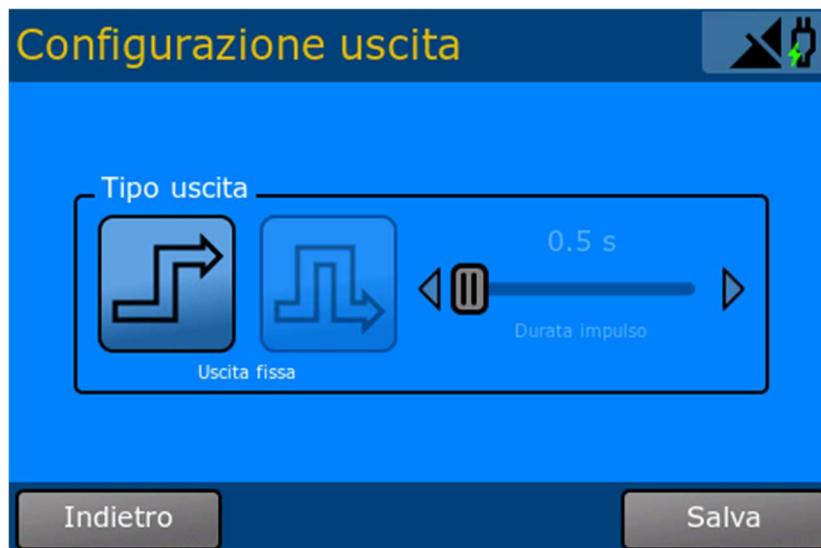 Configurazione uscita
Tipo uscita
0.5 s
Durata impulso
Uscita fissa
Indietro
Salva